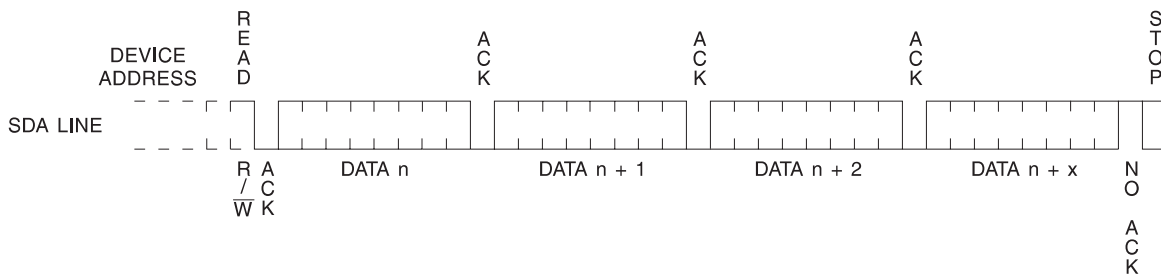 DEVICE
ADDRESS
READ
ACK
ACK
ACK
STOP
SDA LINE
R/W
ACK
DATA n
DATA n + 1
DATA n + 2
DATA n + x
NO ACK